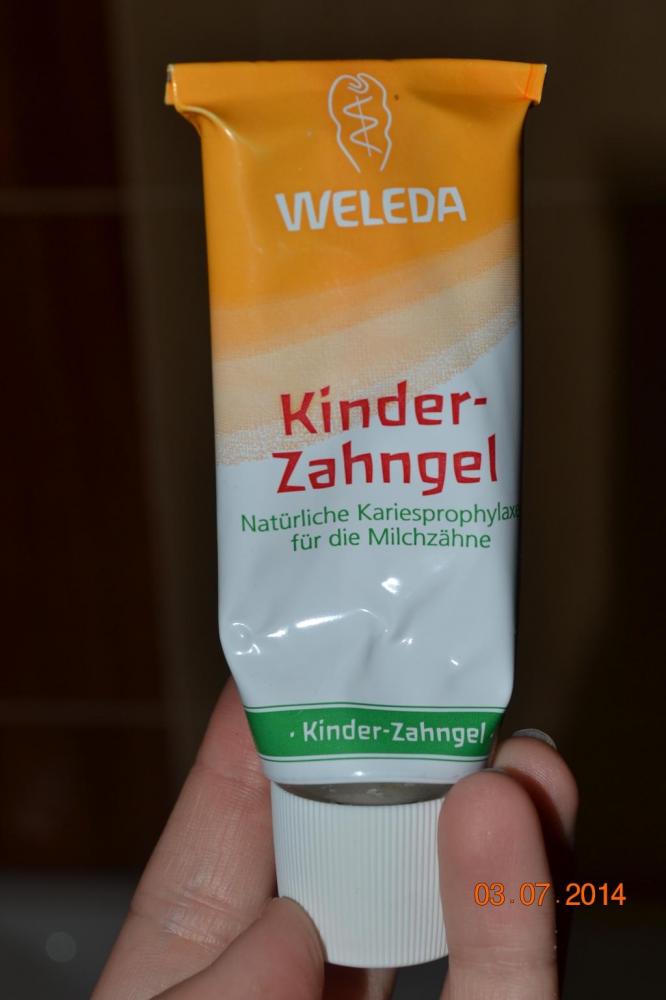 WELEDA
Kinder-
Zahngel
Natürliche Kariesprophylaxe
für die Milchzähne
· Kinder-Zahngel ·
03.07.2014